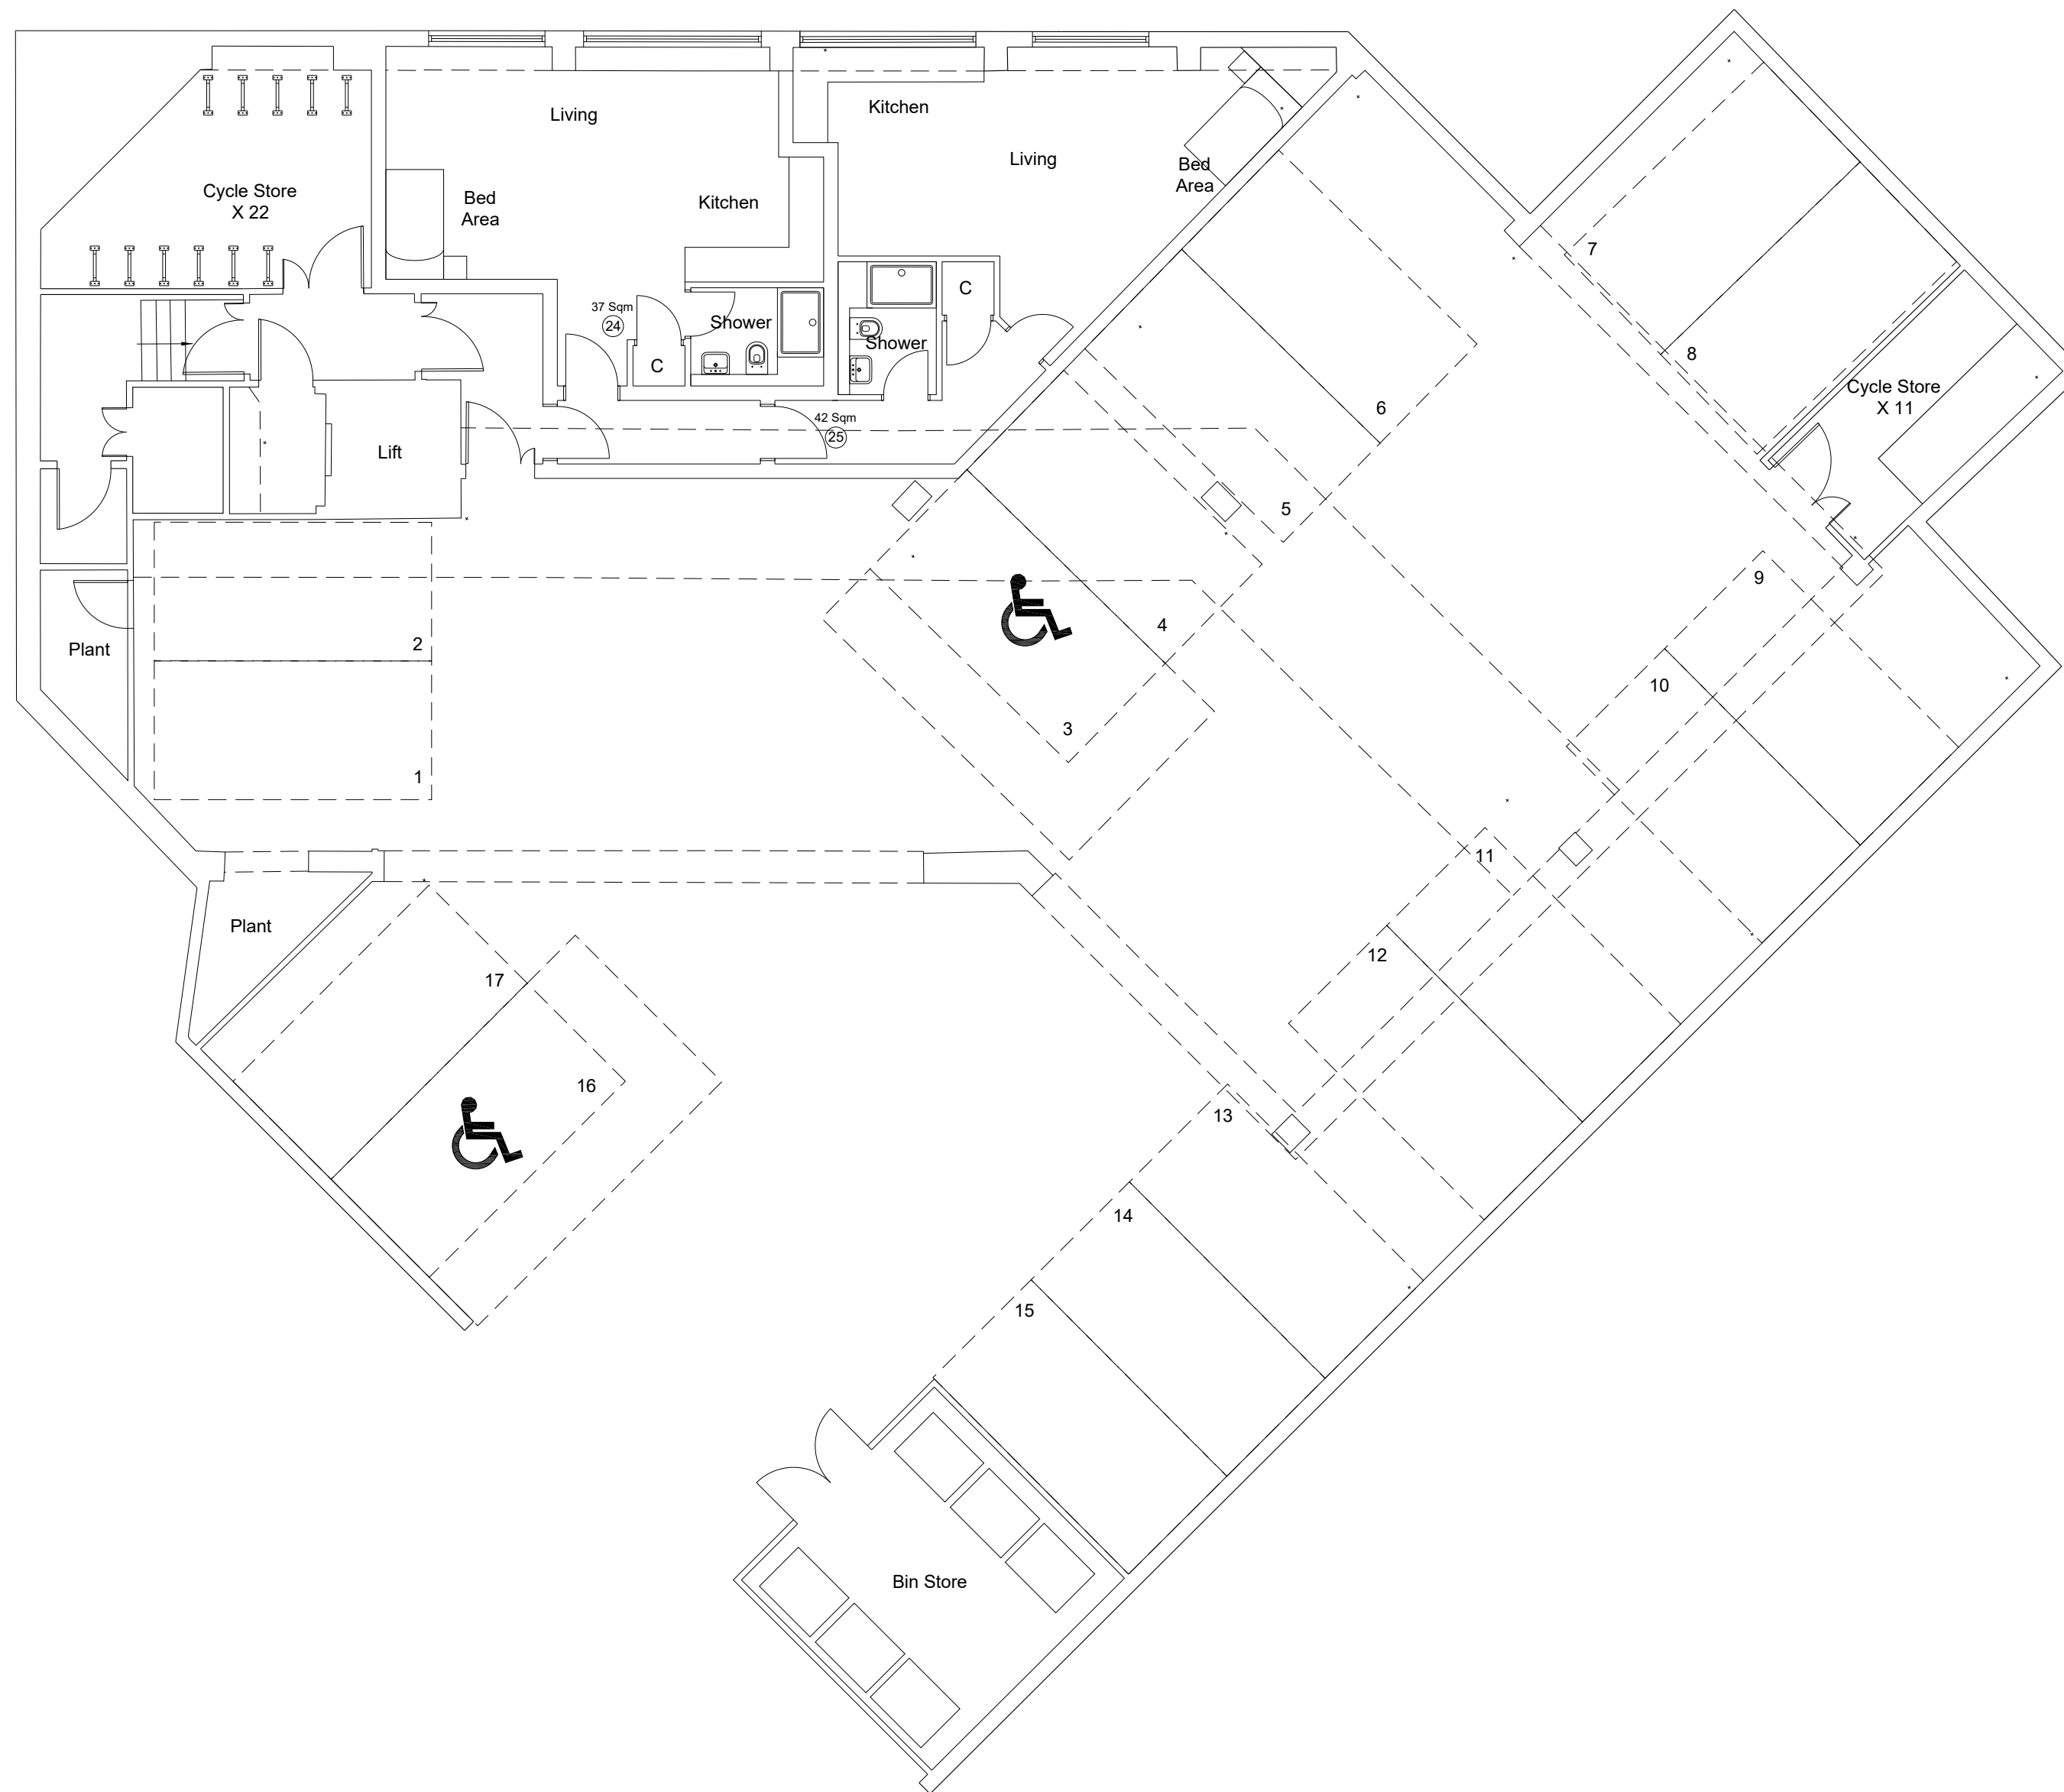 Living
Kitchen
Living
Bed
Area
Cycle Store
X 22
Bed
Area
Kitchen
7
C
37 Sqm
24
Shower
Shower
8
C
Cycle Store
X 11
6
42 Sqm
25
Lift
5
9
4
2
Plant
10
3
1
11
Plant
12
17
16
13
14
15
Bin Store